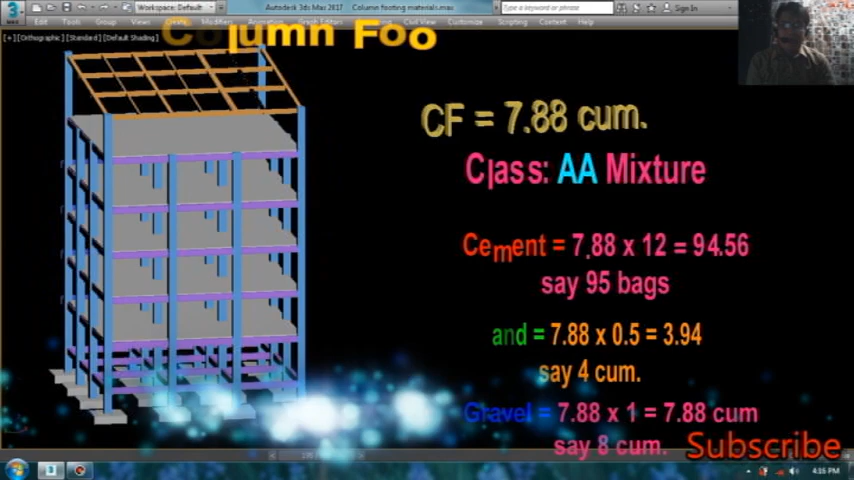 Workspace: Default
Autodesk 3ds Max 2017 Column footing materials.max
Type a keyword or phrase
Sign In
Edit Tools Group Views Create Modifiers Animation Graph Editors Civil View Customize Scripting Content Help
[+] [Orthographic] [Standard] [Default Shading]
Column Foo
CF = 7.88 cum.
Class: AA Mixture
Cement = 7.88 x 12 = 94.56
say 95 bags
and = 7.88 x 0.5 = 3.94
say 4 cum.
Gravel = 7.88 x 1 = 7.88 cum
say 8 cum.
Subscribe
4:16 PM